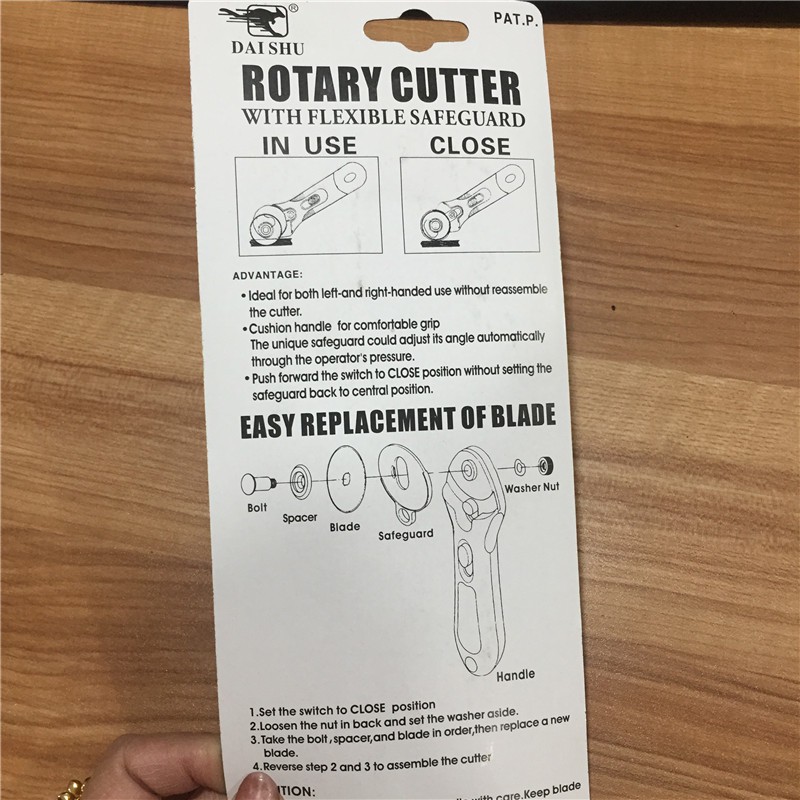 ®
PAT.P.
DAI SHU
ROTARY CUTTER
WITH FLEXIBLE SAFEGUARD
IN USE
CLOSE
ADVANTAGE:
• Ideal for both left-and right-handed use without reassemble
the cutter.
• Cushion handle for comfortable grip
The unique safeguard could adjust its angle automatically
through the operator's pressure.
• Push forward the switch to CLOSE position without setting the
safeguard back to central position.
EASY REPLACEMENT OF BLADE
Bolt
Spacer
Blade
Safeguard
Washer Nut
Handle
1.Set the switch to CLOSE position
2.Loosen the nut in back and set the washer aside.
3.Take the bolt,spacer,and blade in order,then replace a new
blade.
4.Reverse step 2 and 3 to assemble the cutter
TION:
with care.Keep blade